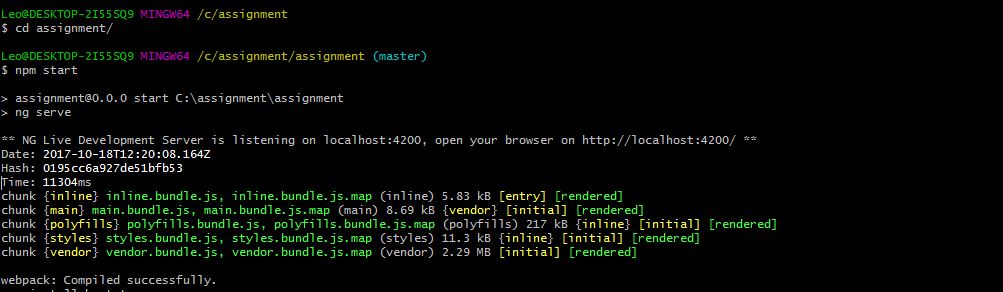 Leo@DESKTOP-2I55SQ9 MINGW64 /c/assignment
$ cd assignment/
Leo@DESKTOP-2I55SQ9 MINGW64 /c/assignment/assignment (master)
$ npm start
> assignment@0.0.0 start C:\assignment\assignment
> ng serve
** NG Live Development Server is listening on localhost:4200, open your browser on http://localhost:4200/ **
Date: 2017-10-18T12:20:08.164Z
Hash: 0195cc6a927de51bfb53
Time: 11304ms
chunk {inline} inline.bundle.js, inline.bundle.js.map (inline) 5.83 kB [entry] [rendered]
chunk {main} main.bundle.js, main.bundle.js.map (main) 8.69 kB {vendor} [initial] [rendered]
chunk {polyfills} polyfills.bundle.js, polyfills.bundle.js.map (polyfills) 217 kB {inline} [initial] [rendered]
chunk {styles} styles.bundle.js, styles.bundle.js.map (styles) 11.3 kB {inline} [initial] [rendered]
chunk {vendor} vendor.bundle.js, vendor.bundle.js.map (vendor) 2.29 MB [initial] [rendered]
webpack: Compiled successfully.